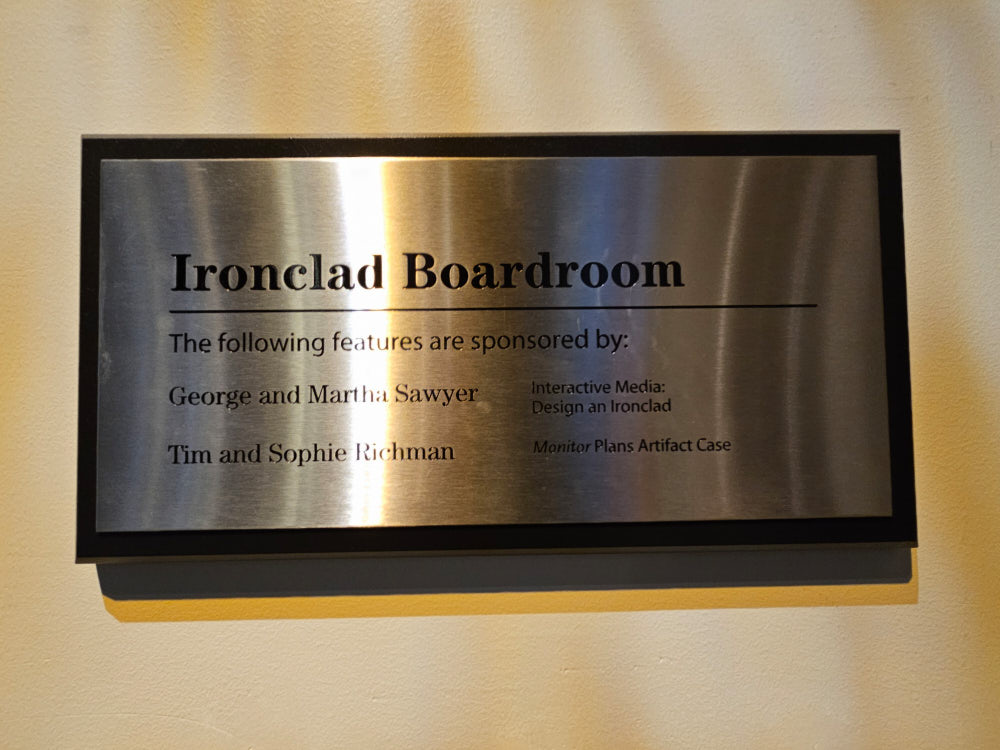 Ironclad Boardroom
The following features are sponsored by:
George and Martha Sawyer
Interactive Media:
Design an Ironclad
Tim and Sophie Richman
Monitor Plans Artifact Case